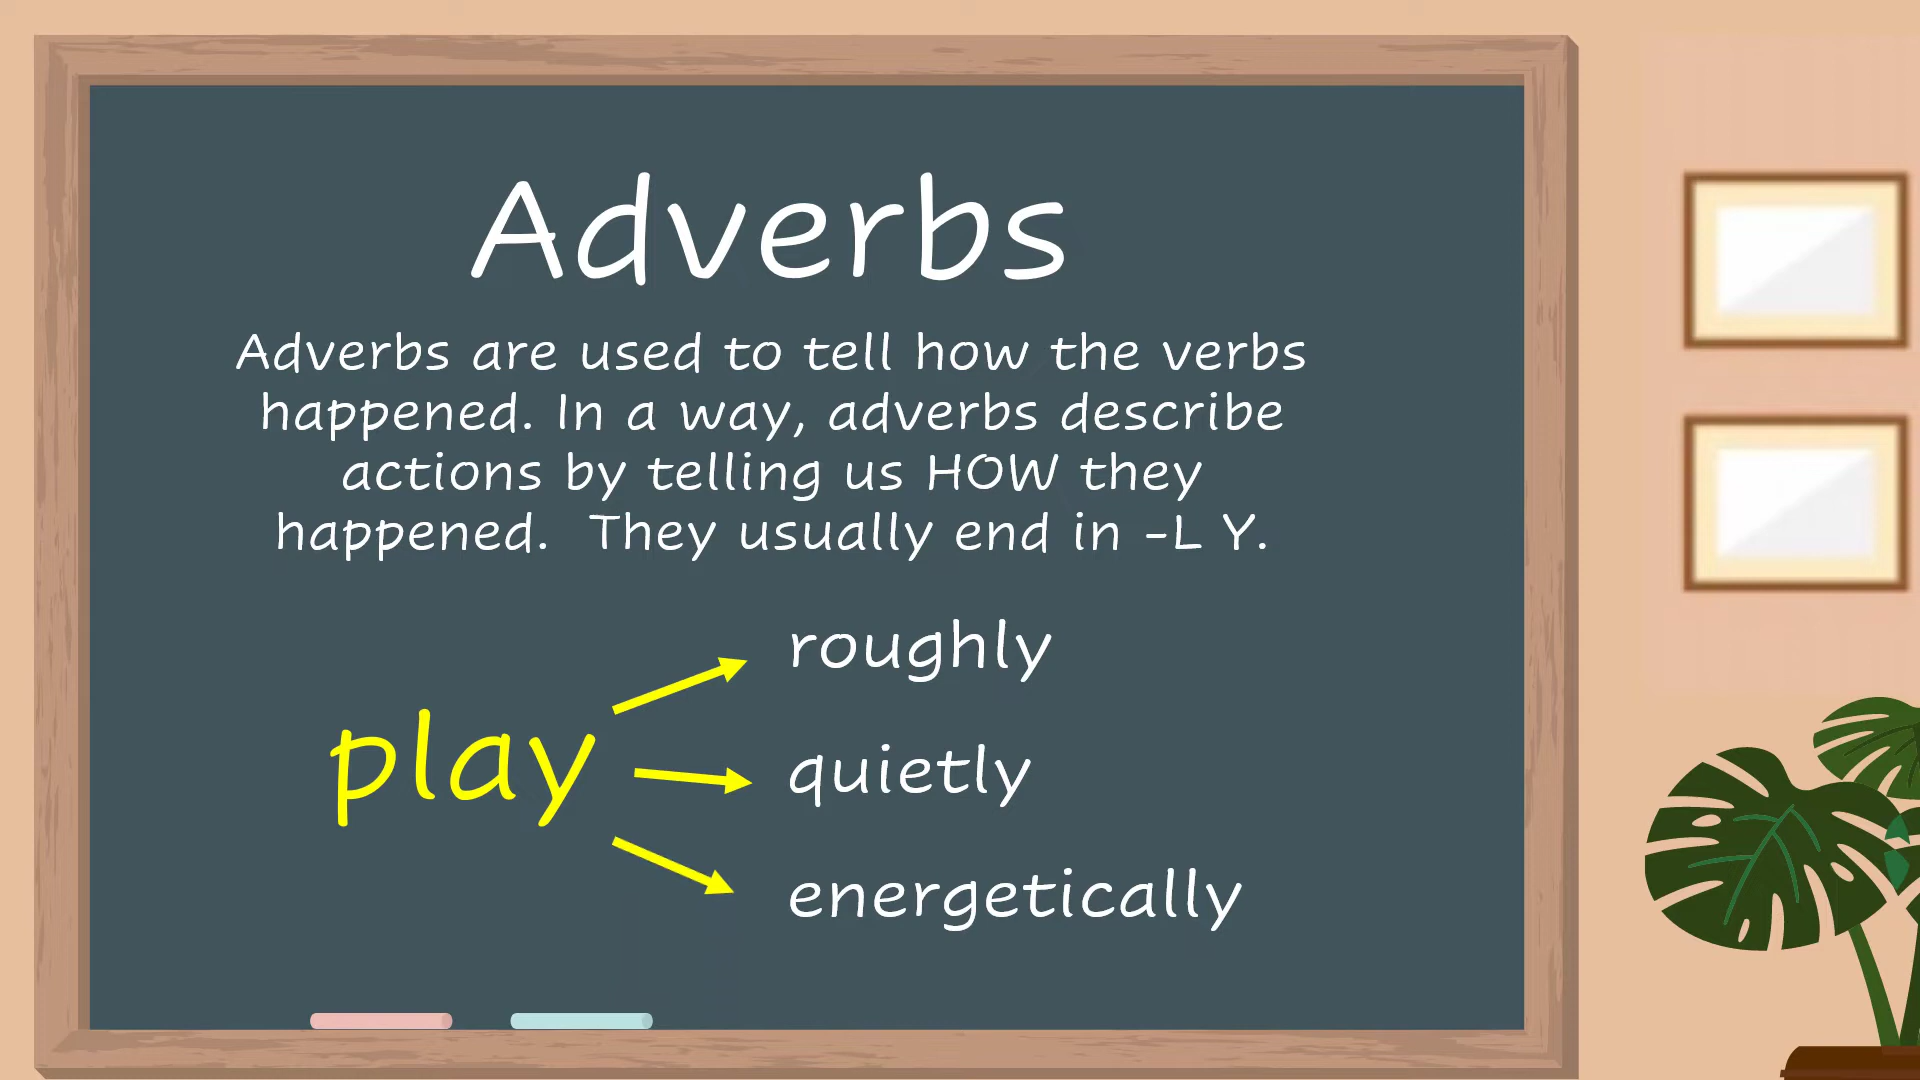 Adverbs
Adverbs are used to tell how the verbs
happened. In a way, adverbs describe
actions by telling us HOW they
happened.  They usually end in -L Y.
roughly
play
quietly
energetically